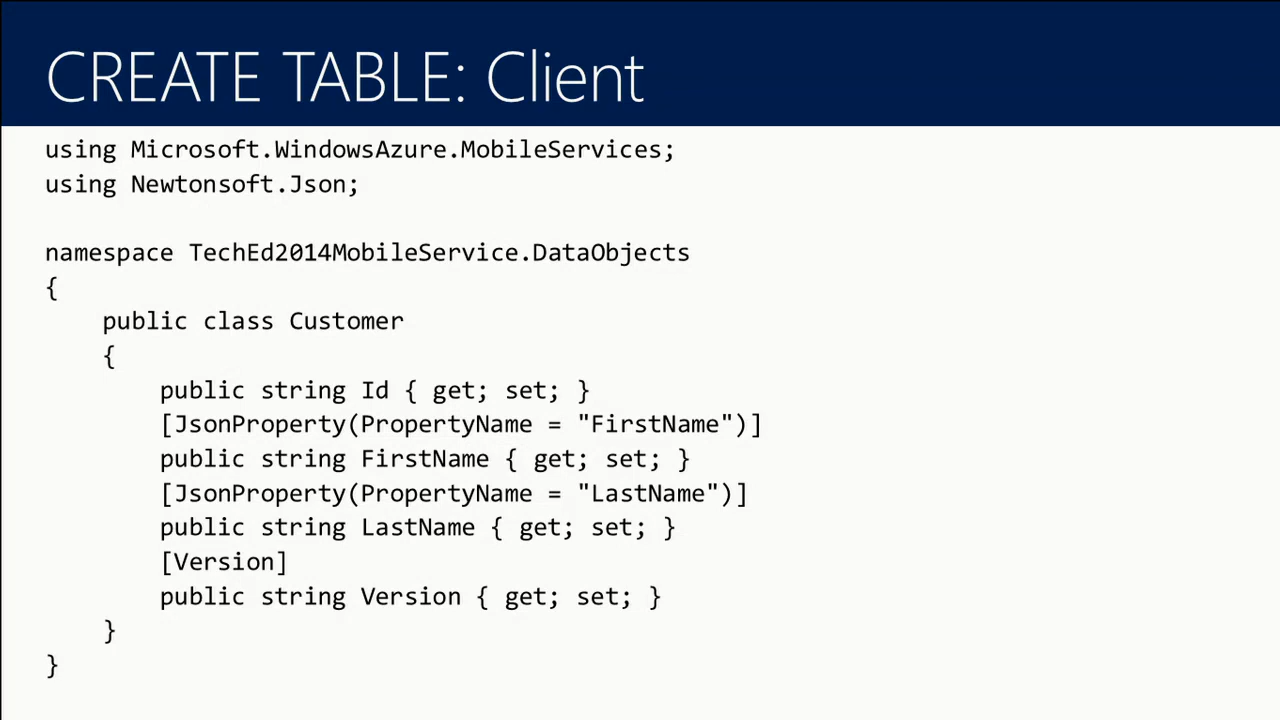 CREATE TABLE: Client
using Microsoft.WindowsAzure.MobileServices;
using Newtonsoft.Json;
namespace TechEd2014MobileService.DataObjects
{
    public class Customer
    {
        public string Id { get; set; }
        [JsonProperty(PropertyName = "FirstName")]
        public string FirstName { get; set; }
        [JsonProperty(PropertyName = "LastName")]
        public string LastName { get; set; }
        [Version]
        public string Version { get; set; }
    }
}